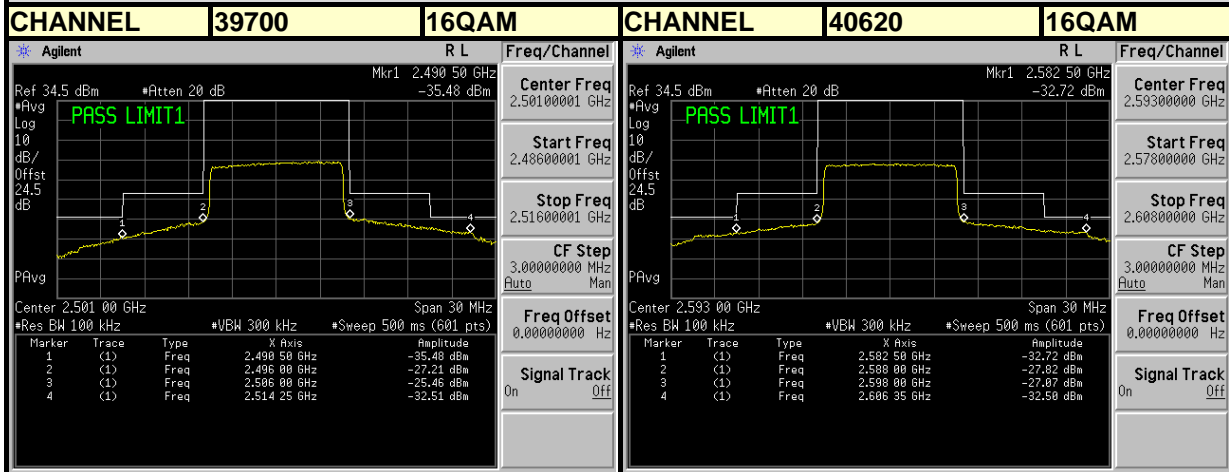 CHANNEL 39700 16QAM CHANNEL 40620 16QAM
Agilent R L Freq/Channel
Mkr1 2.490 50 GHz
Ref 34.5 dBm #Atten 20 dB -35.48 dBm
#Avg
Log
10
dB/
Offst
24.5
dB
PAvg
PASS LIMIT1
1
2
3
4
Center 2.501 00 GHz Span 30 MHz
#Res BW 100 kHz #VBW 300 kHz #Sweep 500 ms (601 pts)
Marker Trace Type X Axis Amplitude
1 (1) Freq 2.490 50 GHz -35.48 dBm
2 (1) Freq 2.496 00 GHz -27.21 dBm
3 (1) Freq 2.506 00 GHz -25.46 dBm
4 (1) Freq 2.514 25 GHz -32.51 dBm
Center Freq
2.50100001 GHz
Start Freq
2.48600001 GHz
Stop Freq
2.51600001 GHz
CF Step
3.00000000 MHz
Auto Man
Freq Offset
0.00000000 Hz
Signal Track
On Off
Agilent R L Freq/Channel
Mkr1 2.582 50 GHz
Ref 34.5 dBm #Atten 20 dB -32.72 dBm
#Avg
Log
10
dB/
Offst
24.5
dB
PAvg
PASS LIMIT1
1
2
3
4
Center 2.593 00 GHz Span 30 MHz
#Res BW 100 kHz #VBW 300 kHz #Sweep 500 ms (601 pts)
Marker Trace Type X Axis Amplitude
1 (1) Freq 2.582 50 GHz -32.72 dBm
2 (1) Freq 2.588 00 GHz -27.82 dBm
3 (1) Freq 2.598 00 GHz -27.07 dBm
4 (1) Freq 2.606 35 GHz -32.50 dBm
Center Freq
2.59300000 GHz
Start Freq
2.57800000 GHz
Stop Freq
2.60800000 GHz
CF Step
3.00000000 MHz
Auto Man
Freq Offset
0.00000000 Hz
Signal Track
On Off